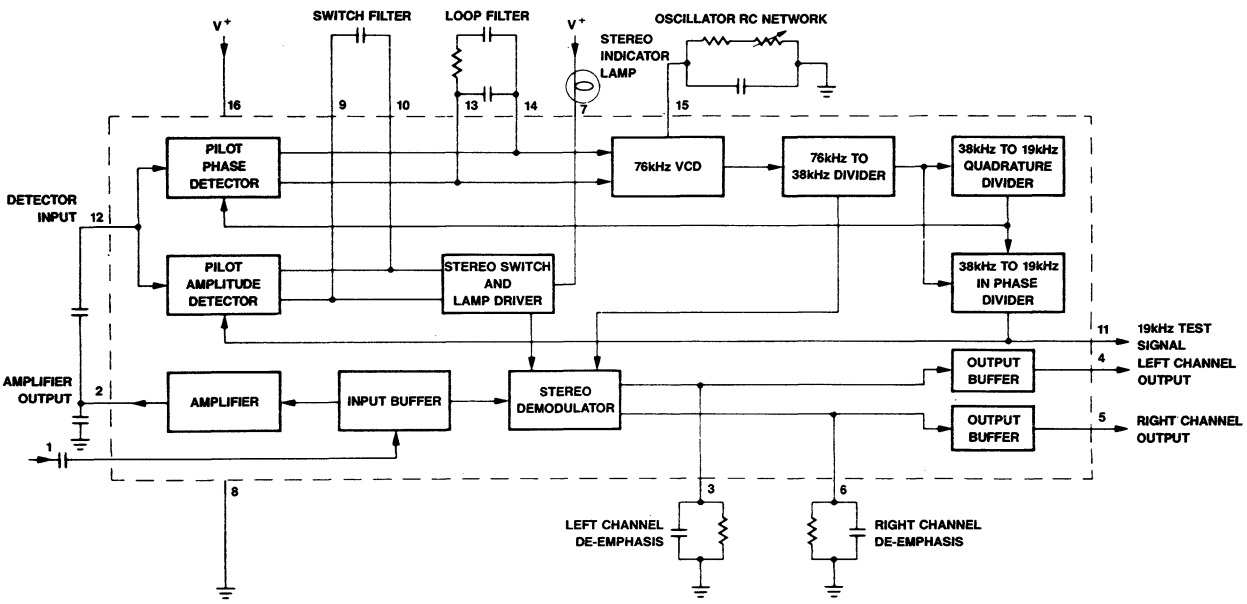 SWITCH FILTER
LOOP FILTER
OSCILLATOR RC NETWORK
V+
V+
STEREO
INDICATOR
LAMP
16
9
10
13
14
7
15
PILOT
PHASE
DETECTOR
76kHz VCD
76kHz TO
38kHz DIVIDER
38kHz TO 19kHz
QUADRATURE
DIVIDER
DETECTOR
INPUT
12
PILOT
AMPLITUDE
DETECTOR
STEREO SWITCH
AND
LAMP DRIVER
38kHz TO 19kHz
IN PHASE
DIVIDER
11
19kHz TEST
SIGNAL
4
LEFT CHANNEL
OUTPUT
AMPLIFIER
OUTPUT
2
AMPLIFIER
INPUT BUFFER
STEREO
DEMODULATOR
OUTPUT
BUFFER
OUTPUT
BUFFER
5
RIGHT CHANNEL
OUTPUT
1
8
3
6
LEFT CHANNEL
DE-EMPHASIS
RIGHT CHANNEL
DE-EMPHASIS